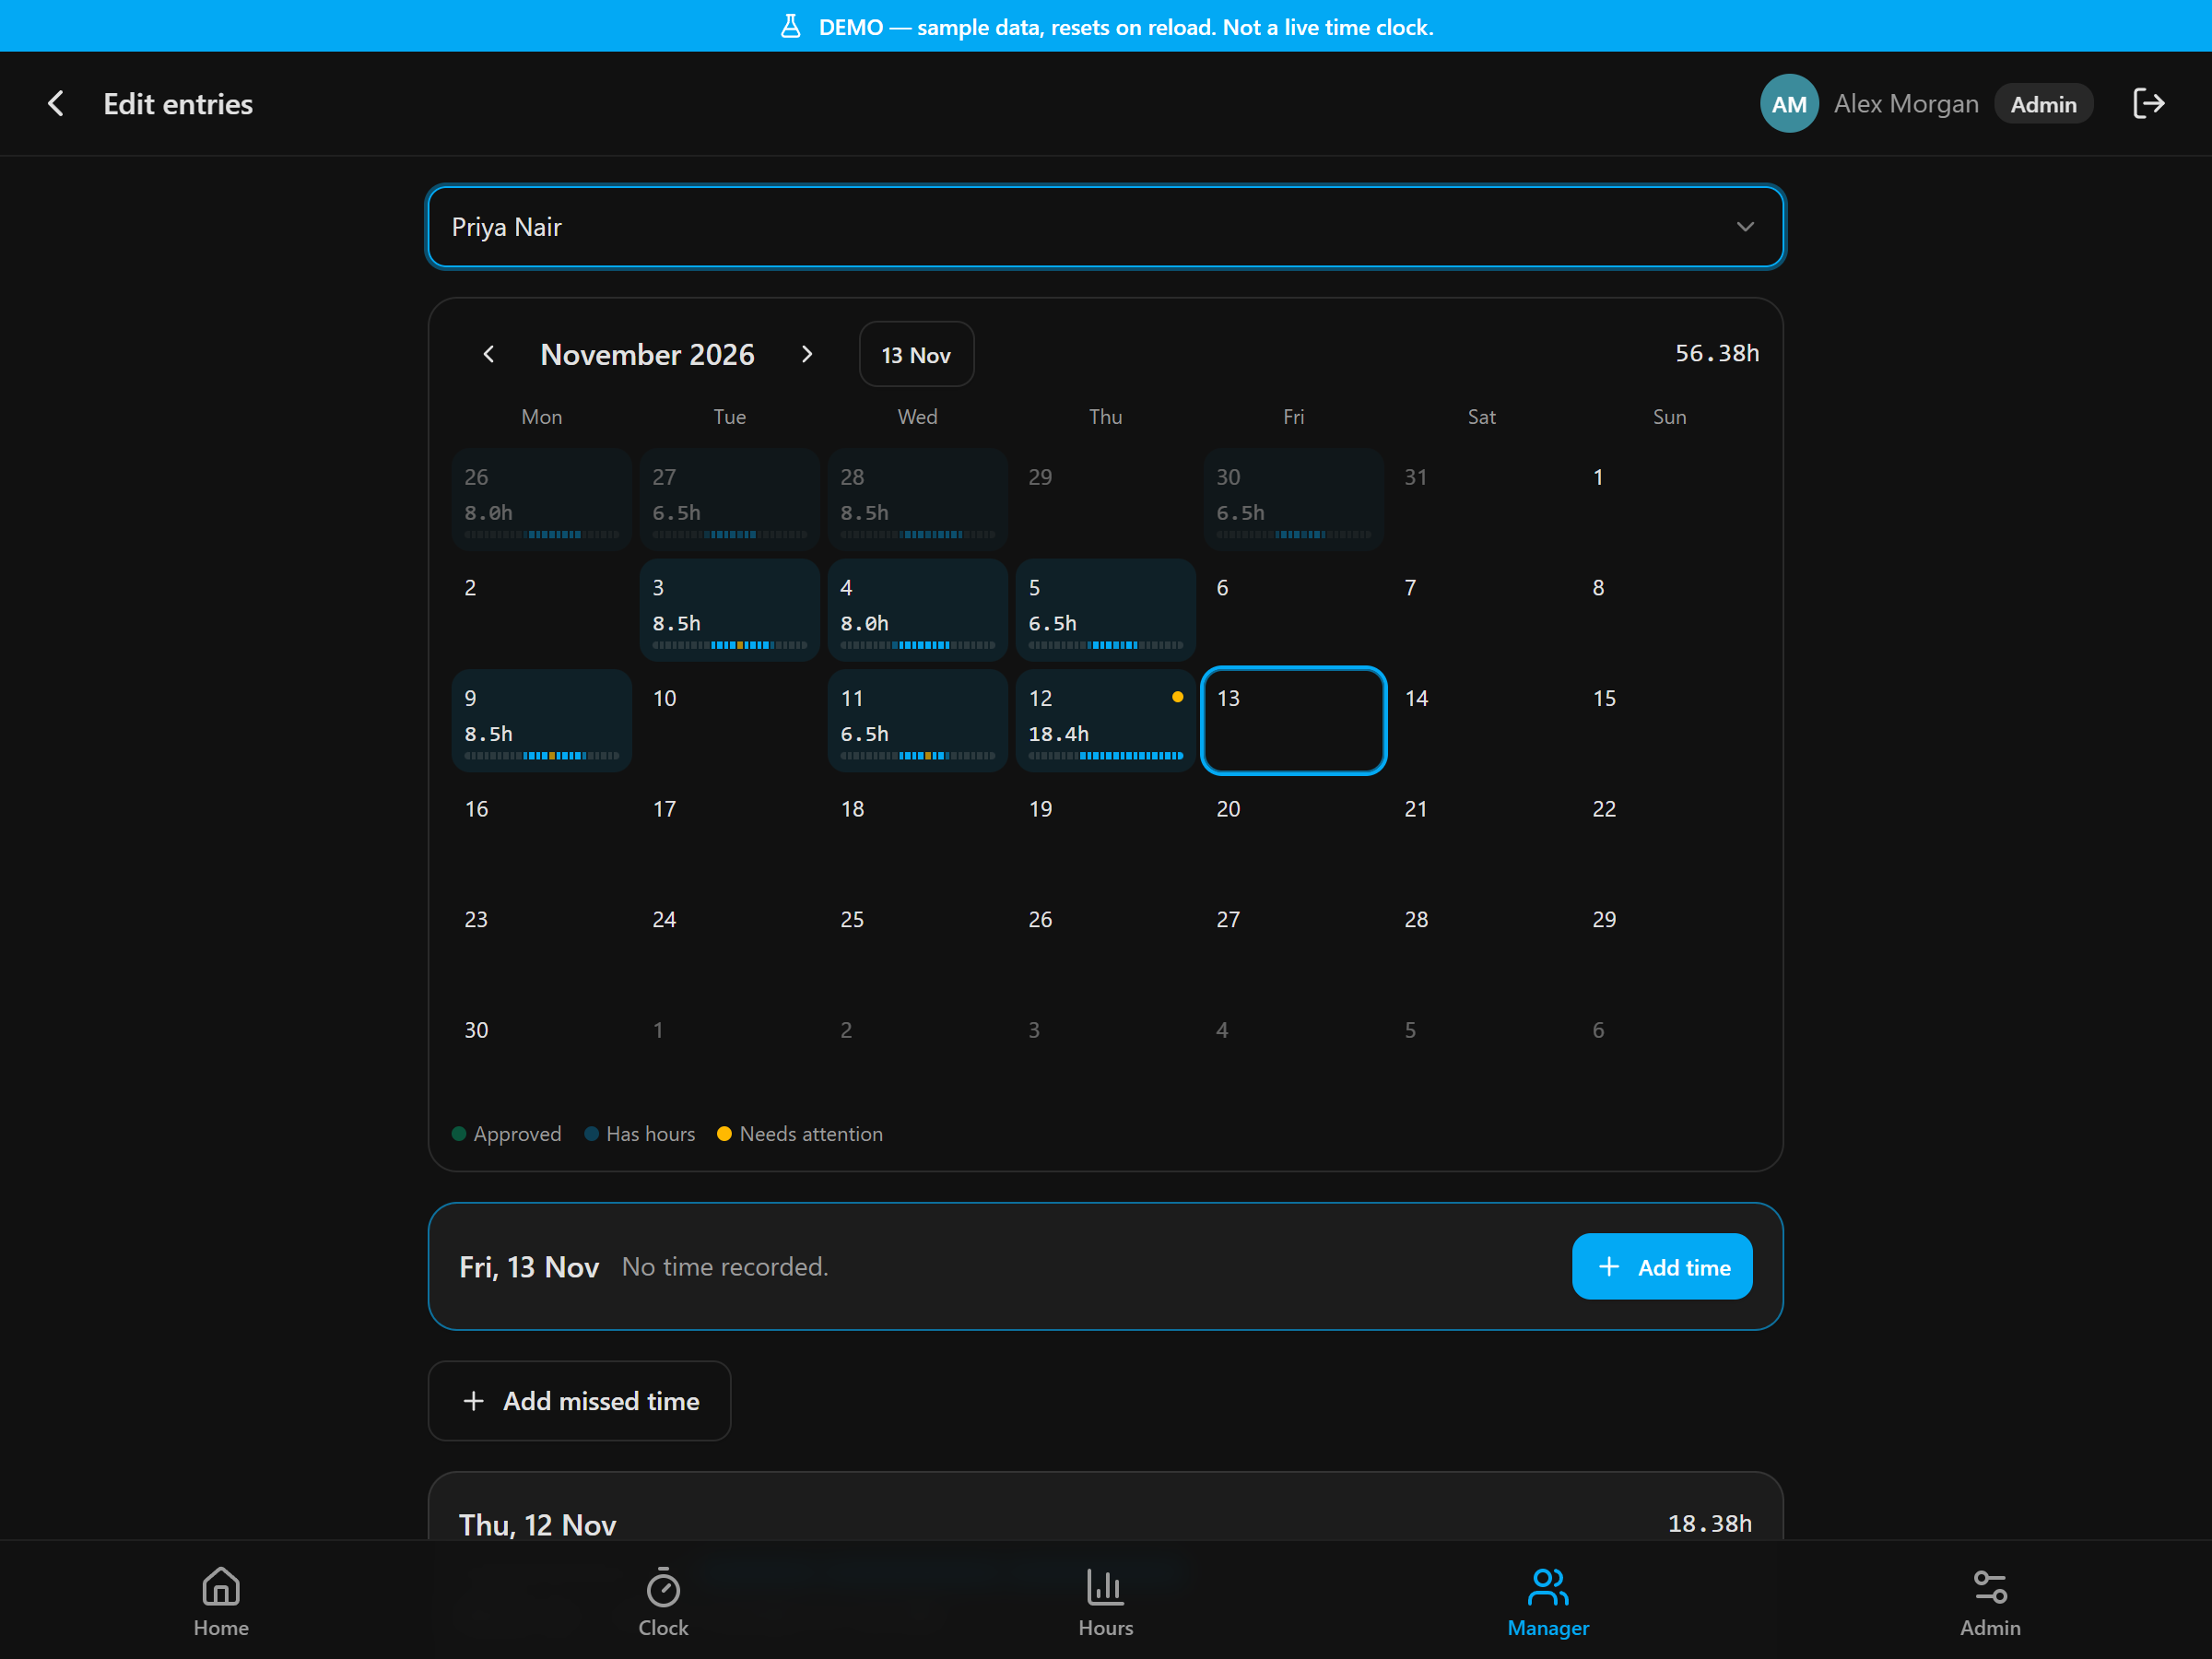 DEMO — sample data, resets on reload. Not a live time clock.
Edit entries
AM Alex Morgan Admin
Priya Nair
November 2026 13 Nov 56.38h
Mon Tue Wed Thu Fri Sat Sun
26 27 28 29 30 31 1
8.0h 6.5h 8.5h 6.5h
2 3 4 5 6 7 8
8.5h 8.0h 6.5h
9 10 11 12 13 14 15
8.5h 6.5h 18.4h
16 17 18 19 20 21 22
23 24 25 26 27 28 29
30 1 2 3 4 5 6
Approved Has hours Needs attention
Fri, 13 Nov No time recorded. Add time
Add missed time
Thu, 12 Nov 18.38h
Home Clock Hours Manager Admin